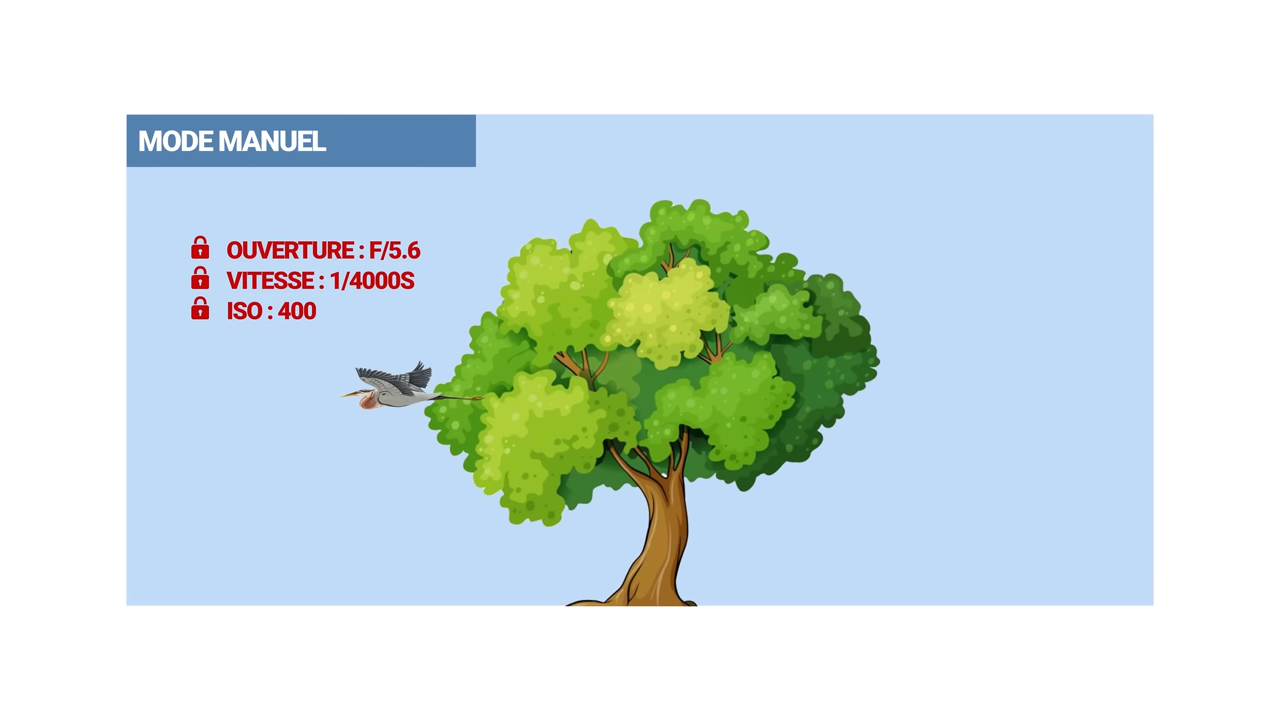 MODE MANUEL
OUVERTURE : F/5.6
VITESSE : 1/4000S
ISO : 400